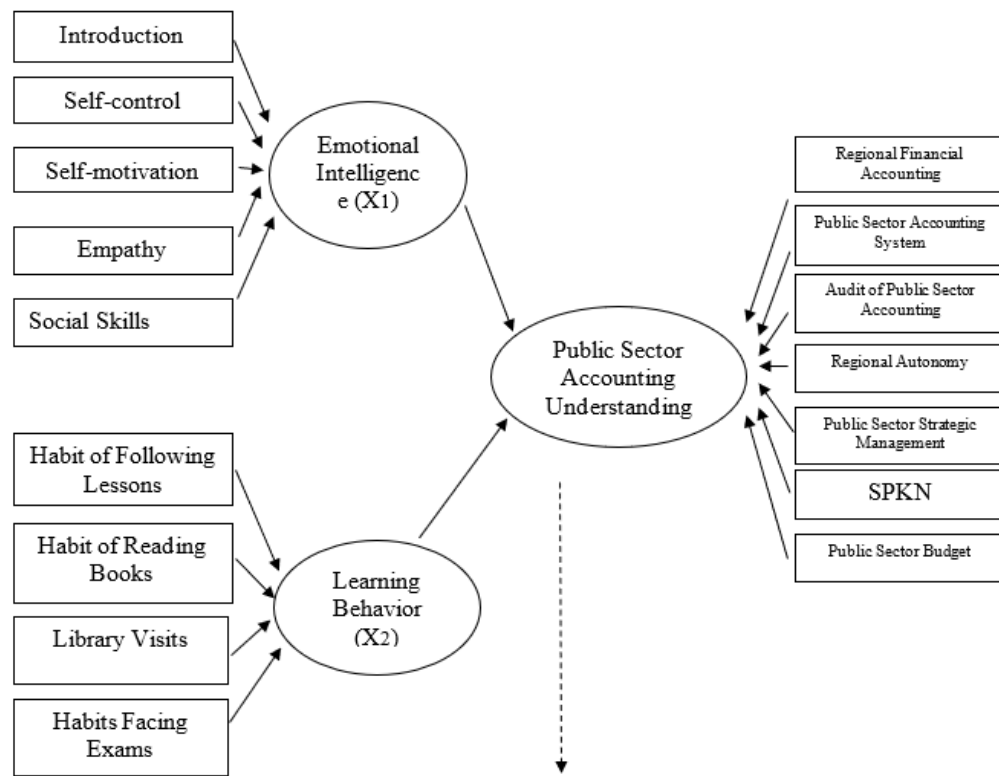 Introduction
Self-control
Self-motivation
Empathy
Social Skills
Emotional
Intelligenc
e (X1)
Habit of Following
Lessons
Habit of Reading
Books
Library Visits
Habits Facing
Exams
Learning
Behavior
(X2)
Public Sector
Accounting
Understanding
Regional Financial
Accounting
Public Sector Accounting
System
Audit of Public Sector
Accounting
Regional Autonomy
Public Sector Strategic
Management
SPKN
Public Sector Budget